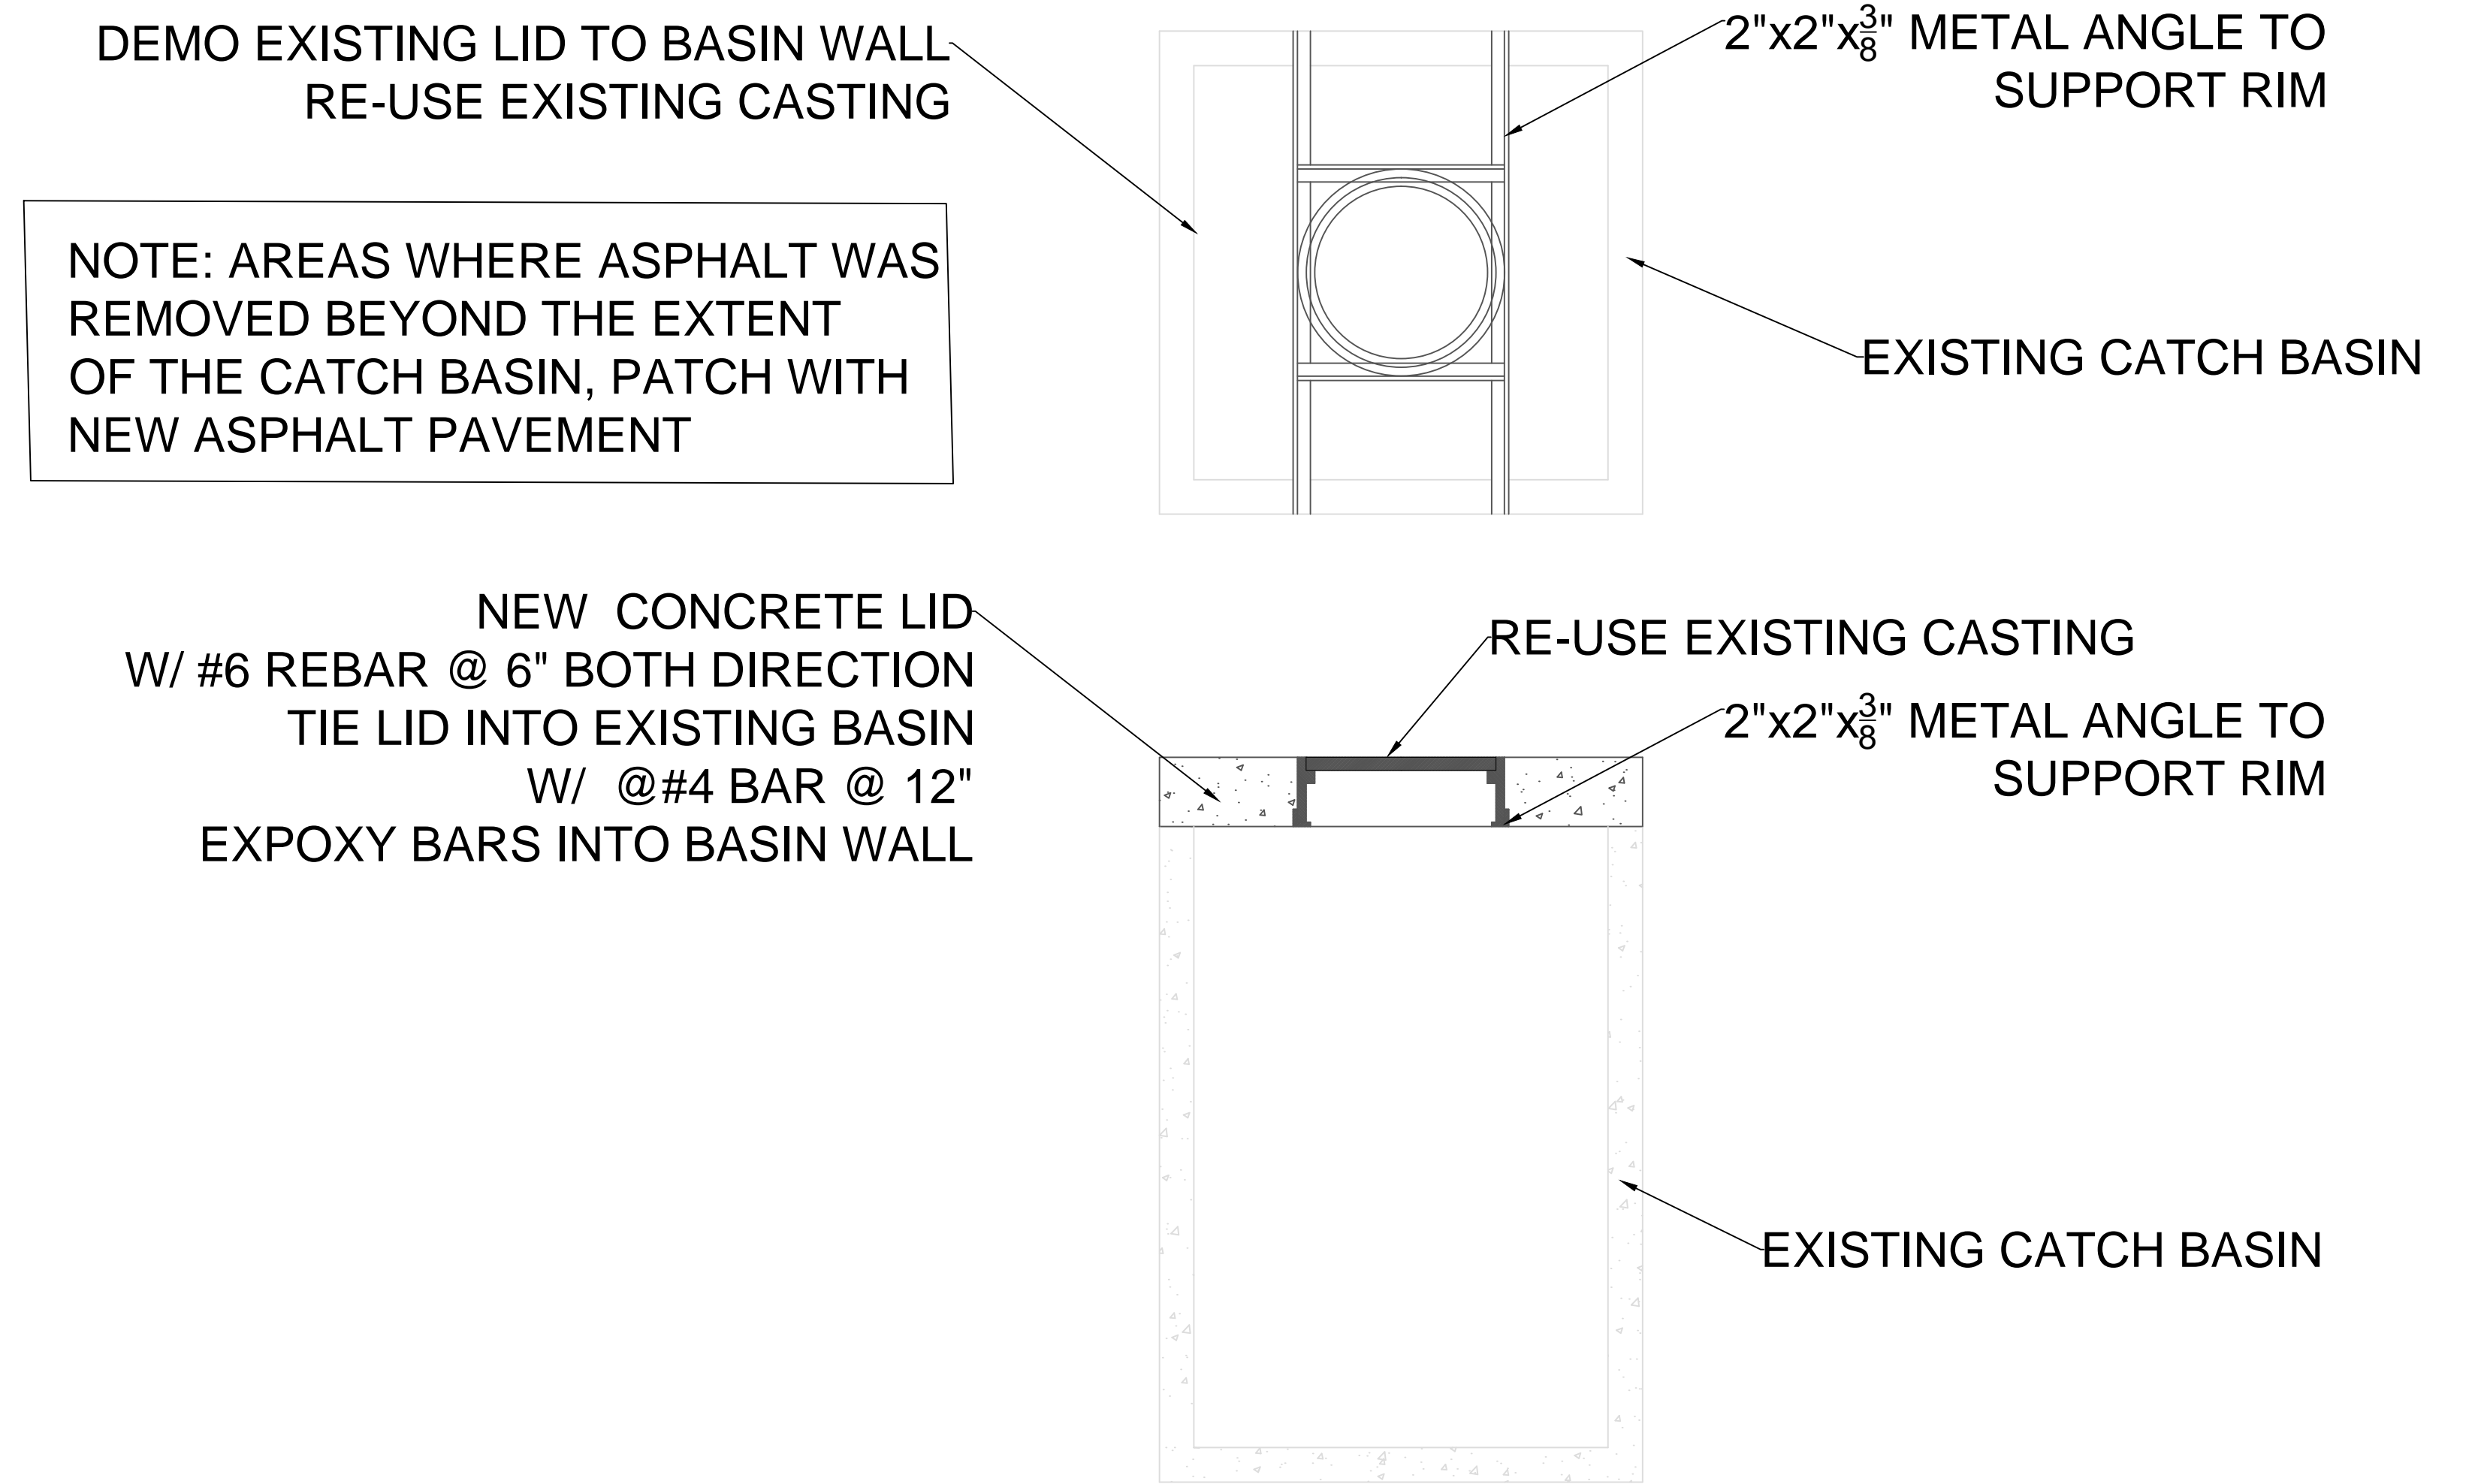 DEMO EXISTING LID TO BASIN WALL
RE-USE EXISTING CASTING
2"x2"x3/8" METAL ANGLE TO
SUPPORT RIM
NOTE: AREAS WHERE ASPHALT WAS
REMOVED BEYOND THE EXTENT
OF THE CATCH BASIN, PATCH WITH
NEW ASPHALT PAVEMENT
EXISTING CATCH BASIN
NEW CONCRETE LID
W/ #6 REBAR @ 6" BOTH DIRECTION
TIE LID INTO EXISTING BASIN
W/ @#4 BAR @ 12"
EXPOXY BARS INTO BASIN WALL
RE-USE EXISTING CASTING
2"x2"x3/8" METAL ANGLE TO
SUPPORT RIM
EXISTING CATCH BASIN